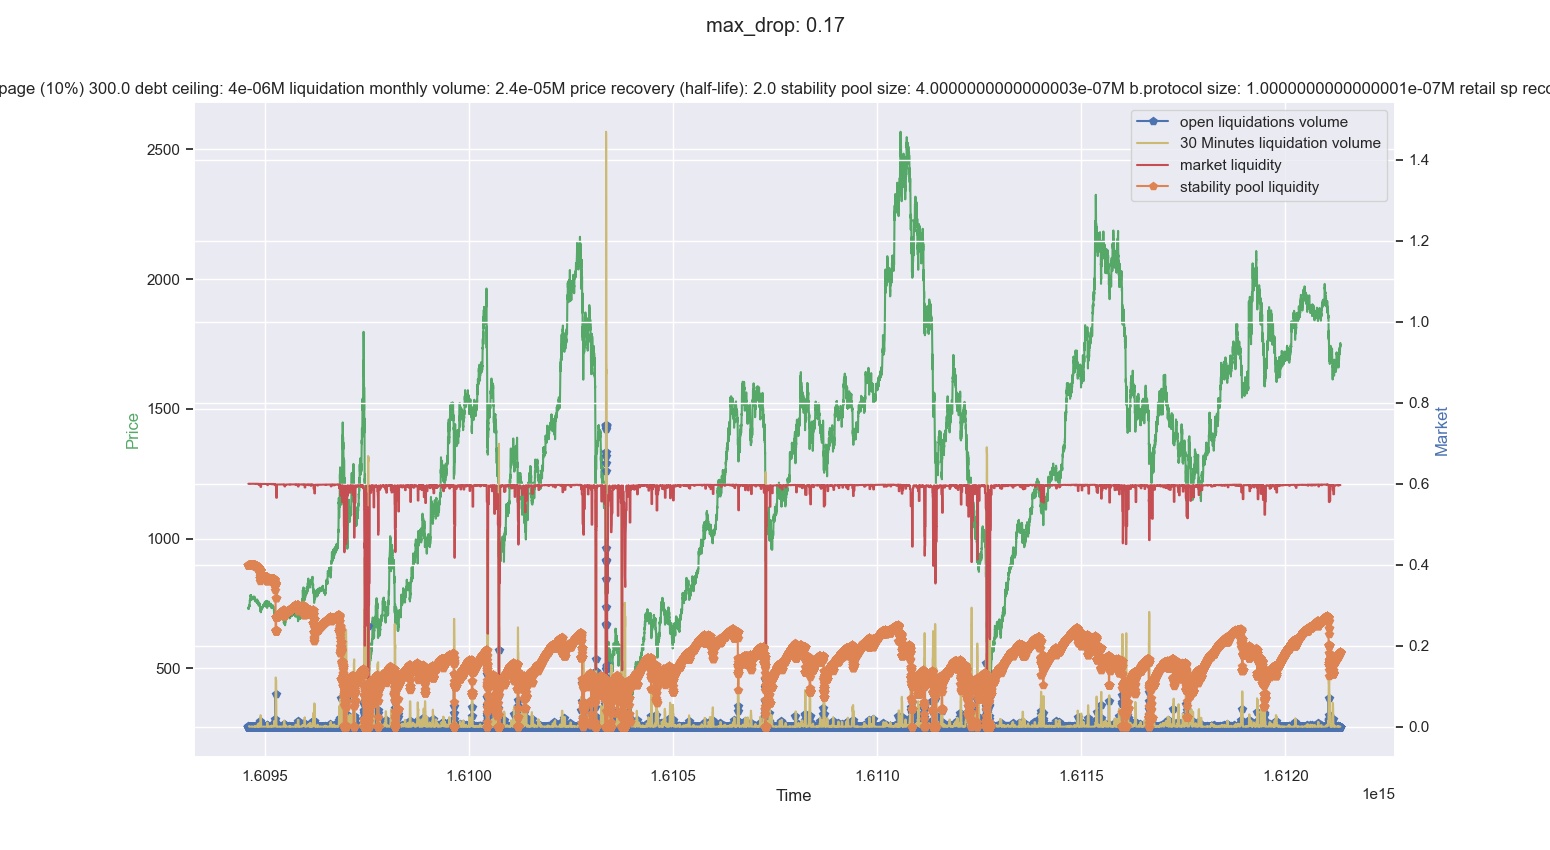 max_drop: 0.17
page (10%) 300.0 debt ceiling: 4e-06M liquidation monthly volume: 2.4e-05M price recovery (half-life): 2.0 stability pool size: 4.0000000000000003e-07M b.protocol size: 1.0000000000000001e-07M retail sp reco
open liquidations volume
30 Minutes liquidation volume
market liquidity
stability pool liquidity
2500
2000
1500
1000
500
Price
1.4
1.2
1.0
0.8
0.6
0.4
0.2
0.0
Market
1.6095 1.6100 1.6105 1.6110 1.6115 1.6120
Time
1e15